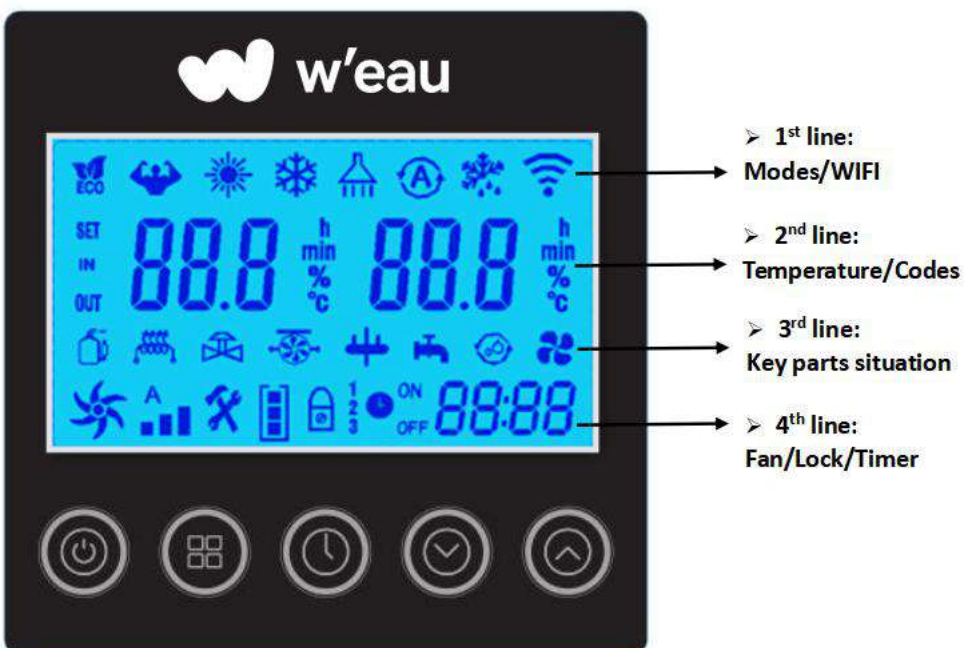 w'eau
ECO
A
SET
IN
OUT
88.8
h
min
%
°C
88.8
h
min
%
°C
A
1
2
3
ON
OFF
88:88
➢ 1st line:
Modes/WIFI
➢ 2nd line:
Temperature/Codes
➢ 3rd line:
Key parts situation
➢ 4th line:
Fan/Lock/Timer